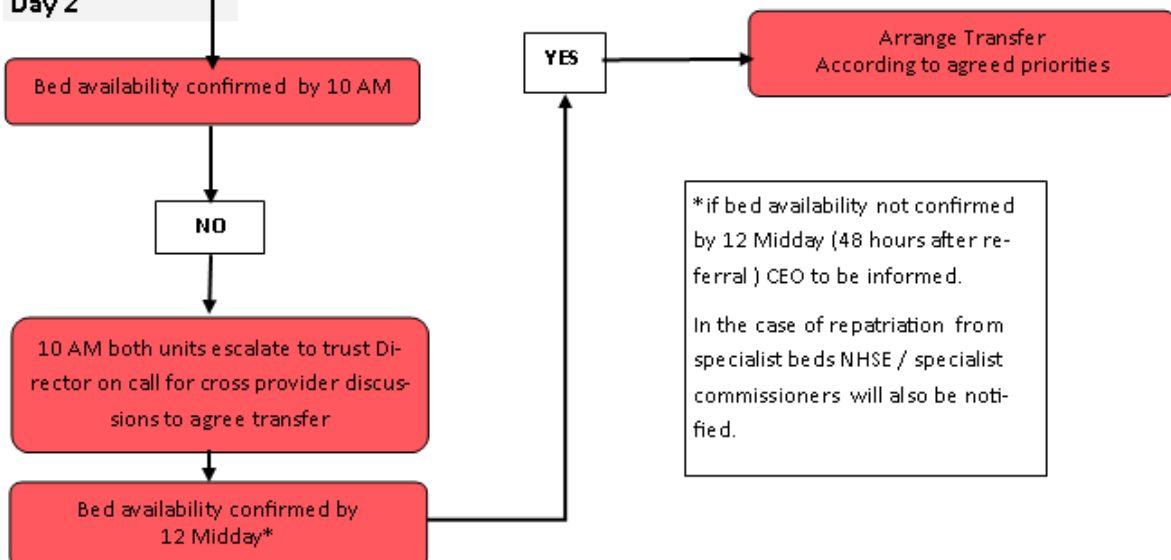 Day 2
Bed availability confirmed by 10 AM
NO
10 AM both units escalate to trust Di-
rector on call for cross provider discus-
sions to agree transfer
Bed availability confirmed by
12 Midday*
YES
Arrange Transfer
According to agreed priorities
*if bed availability not confirmed
by 12 Midday (48 hours after re-
ferral ) CEO to be informed.
In the case of repatriation from
specialist beds NHSE / specialist
commissioners will also be noti-
fied.